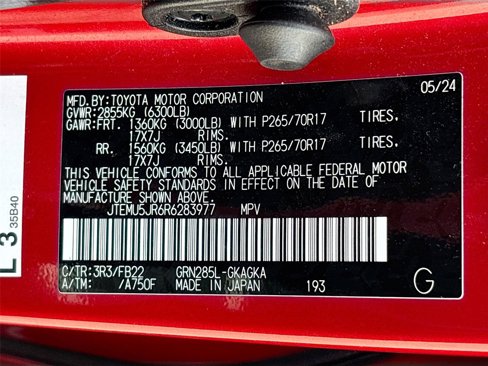 05/24
MFD. BY: TOYOTA MOTOR CORPORATION
GVWR: 2855KG (6300LB)
GAWR: FRT. 1360KG (3000LB) WITH P265/70R17 TIRES,
17X7J RIMS.
RR. 1560KG (3450LB) WITH P265/70R17 TIRES,
17X7J RIMS.
THIS VEHICLE CONFORMS TO ALL APPLICABLE FEDERAL MOTOR
VEHICLE SAFETY STANDARDS IN EFFECT ON THE DATE OF
MANUFACTURE SHOWN ABOVE.
JTEMU5JR6R6283977 MPV
C/TR: 3R3/FB22 GRN285L-GKAGKA
A/TM: /A750F MADE IN JAPAN 193
G
L 3
35B40